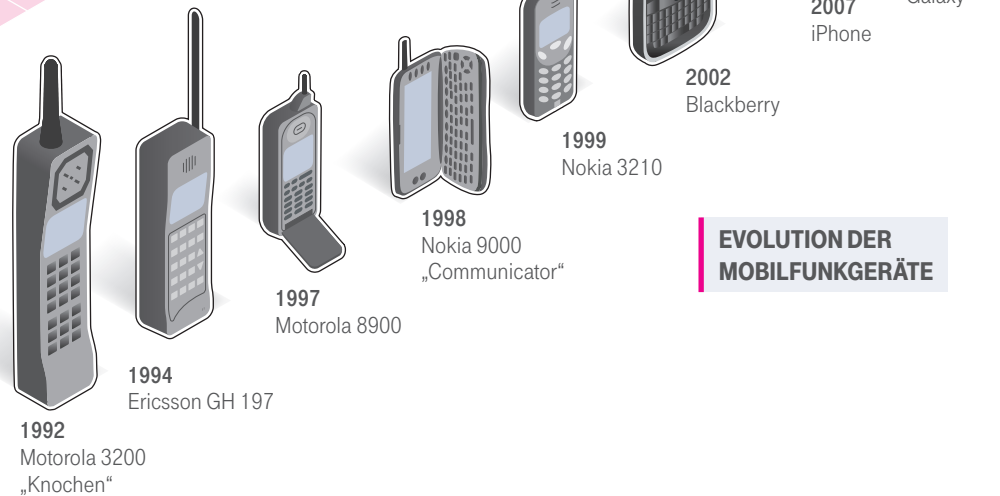 1992
Motorola 3200
„Knochen“
1994
Ericsson GH 197
1997
Motorola 8900
1998
Nokia 9000
„Communicator“
1999
Nokia 3210
2002
Blackberry
2007
iPhone
Galaxy
EVOLUTION DER
MOBILFUNKGERÄTE